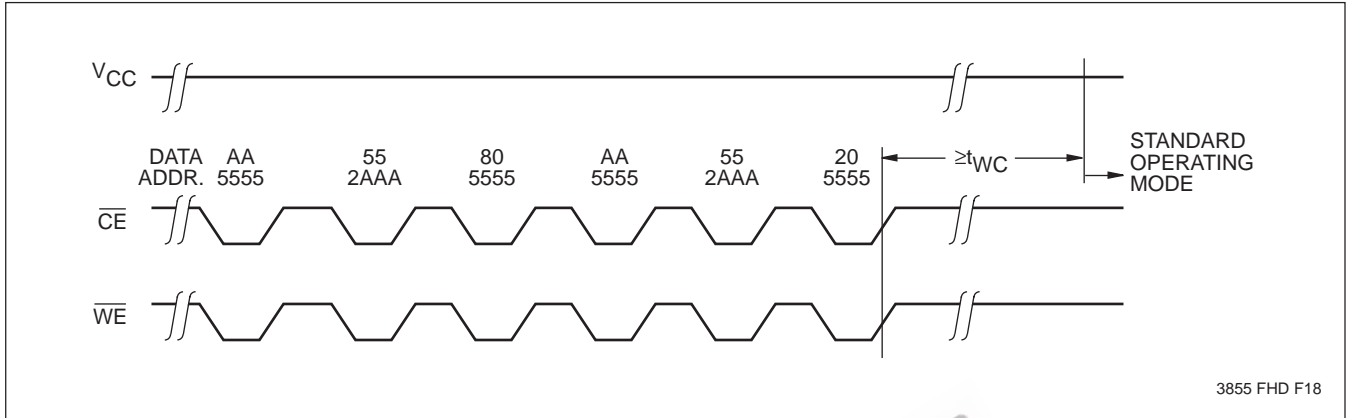 VCC
DATA AA 55 80 AA 55 20
ADDR. 5555 2AAA 5555 5555 2AAA 5555
≥tWC
STANDARD
OPERATING
MODE
CE
WE
3855 FHD F18